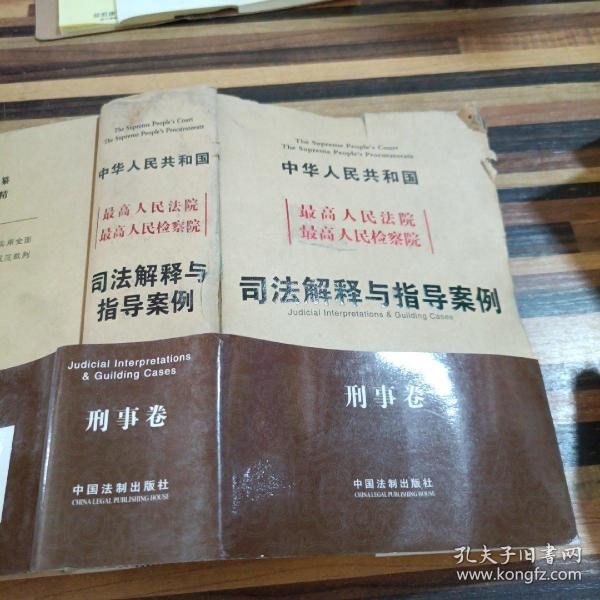 纂
精
实用全面
The Supreme People's Court
The Supreme People's Procuratorate
中华人民共和国
最高人民法院
最高人民检察院
司法解释与
指导案例
Judicial Interpretations
& Guilding Cases
刑事卷
中国法制出版社
CHINA LEGAL PUBLISHING HOUSE
The Supreme People's Court
The Supreme People's Procuratorate
中华人民共和国
最高人民法院
最高人民检察院
司法解释与指导案例
Judicial Interpretations & Guilding Cases
刑事卷
中国法制出版社
CHINA LEGAL PUBLISHING HOUSE
孔夫子旧书网
www.kongfz.com